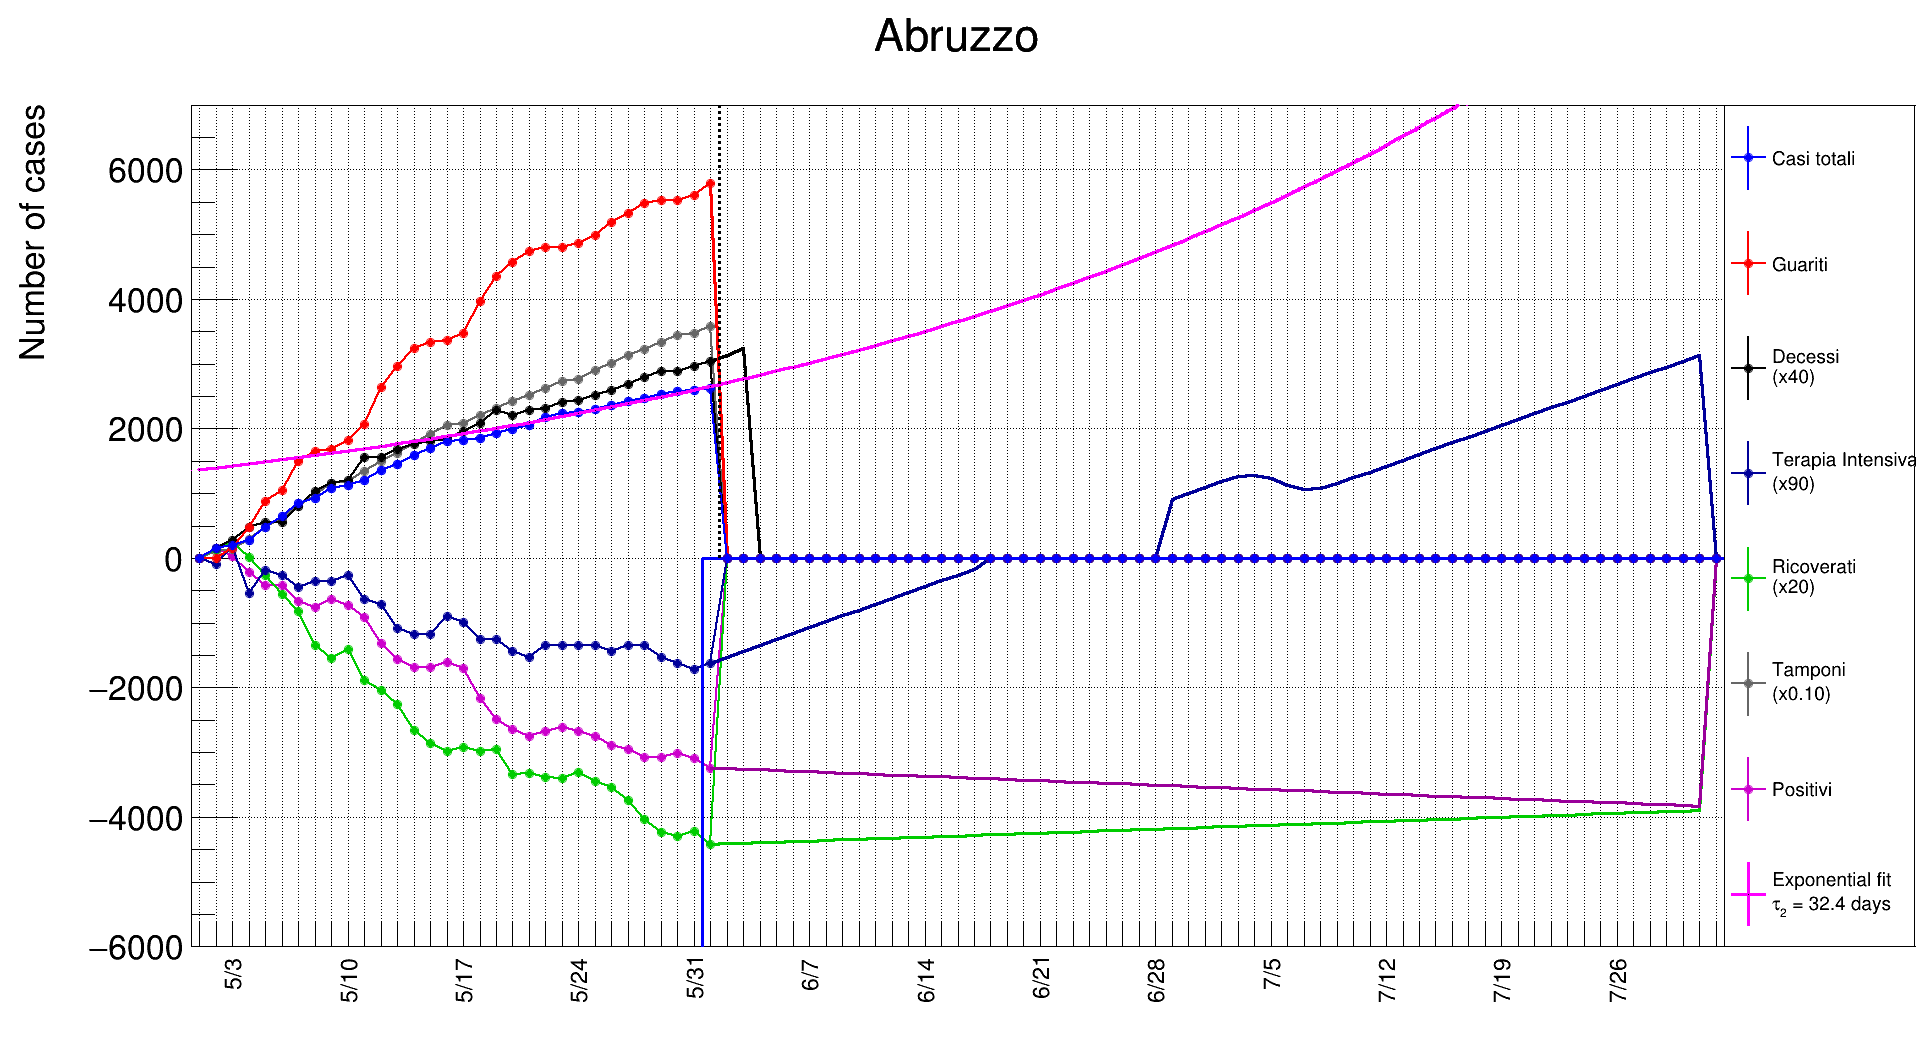 Abruzzo
Number of cases
6000
4000
2000
0
−2000
−4000
−6000
5/3
5/10
5/17
5/24
5/31
6/7
6/14
6/21
6/28
7/5
7/12
7/19
7/26
Casi totali
Guariti
Decessi
(x40)
Terapia Intensiva
(x90)
Ricoverati
(x20)
Tamponi
(x0.10)
Positivi
Exponential fit
τ2 = 32.4 days